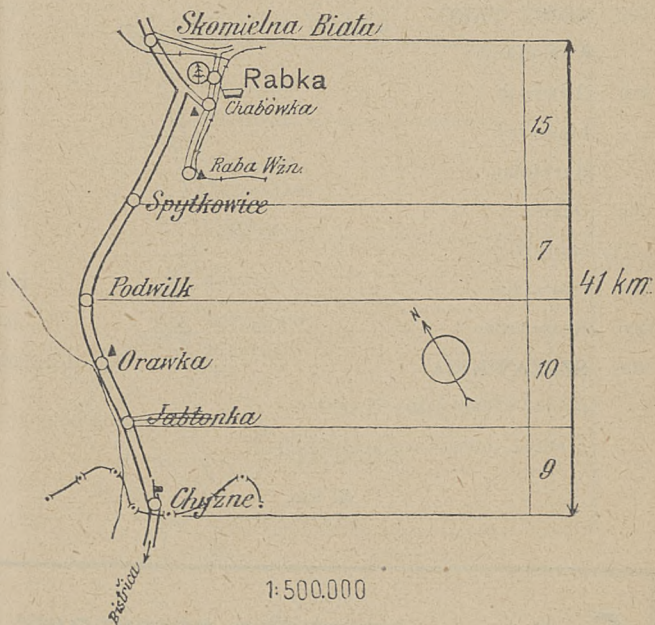 Skomielna Biała
Rabka
Chabówka
15
Raba Wżn.
Spytkowice
7
41 km.
Podwilk
N
Orawka
10
Jabłonka
9
Chyżne.
Bistrica
1:500.000